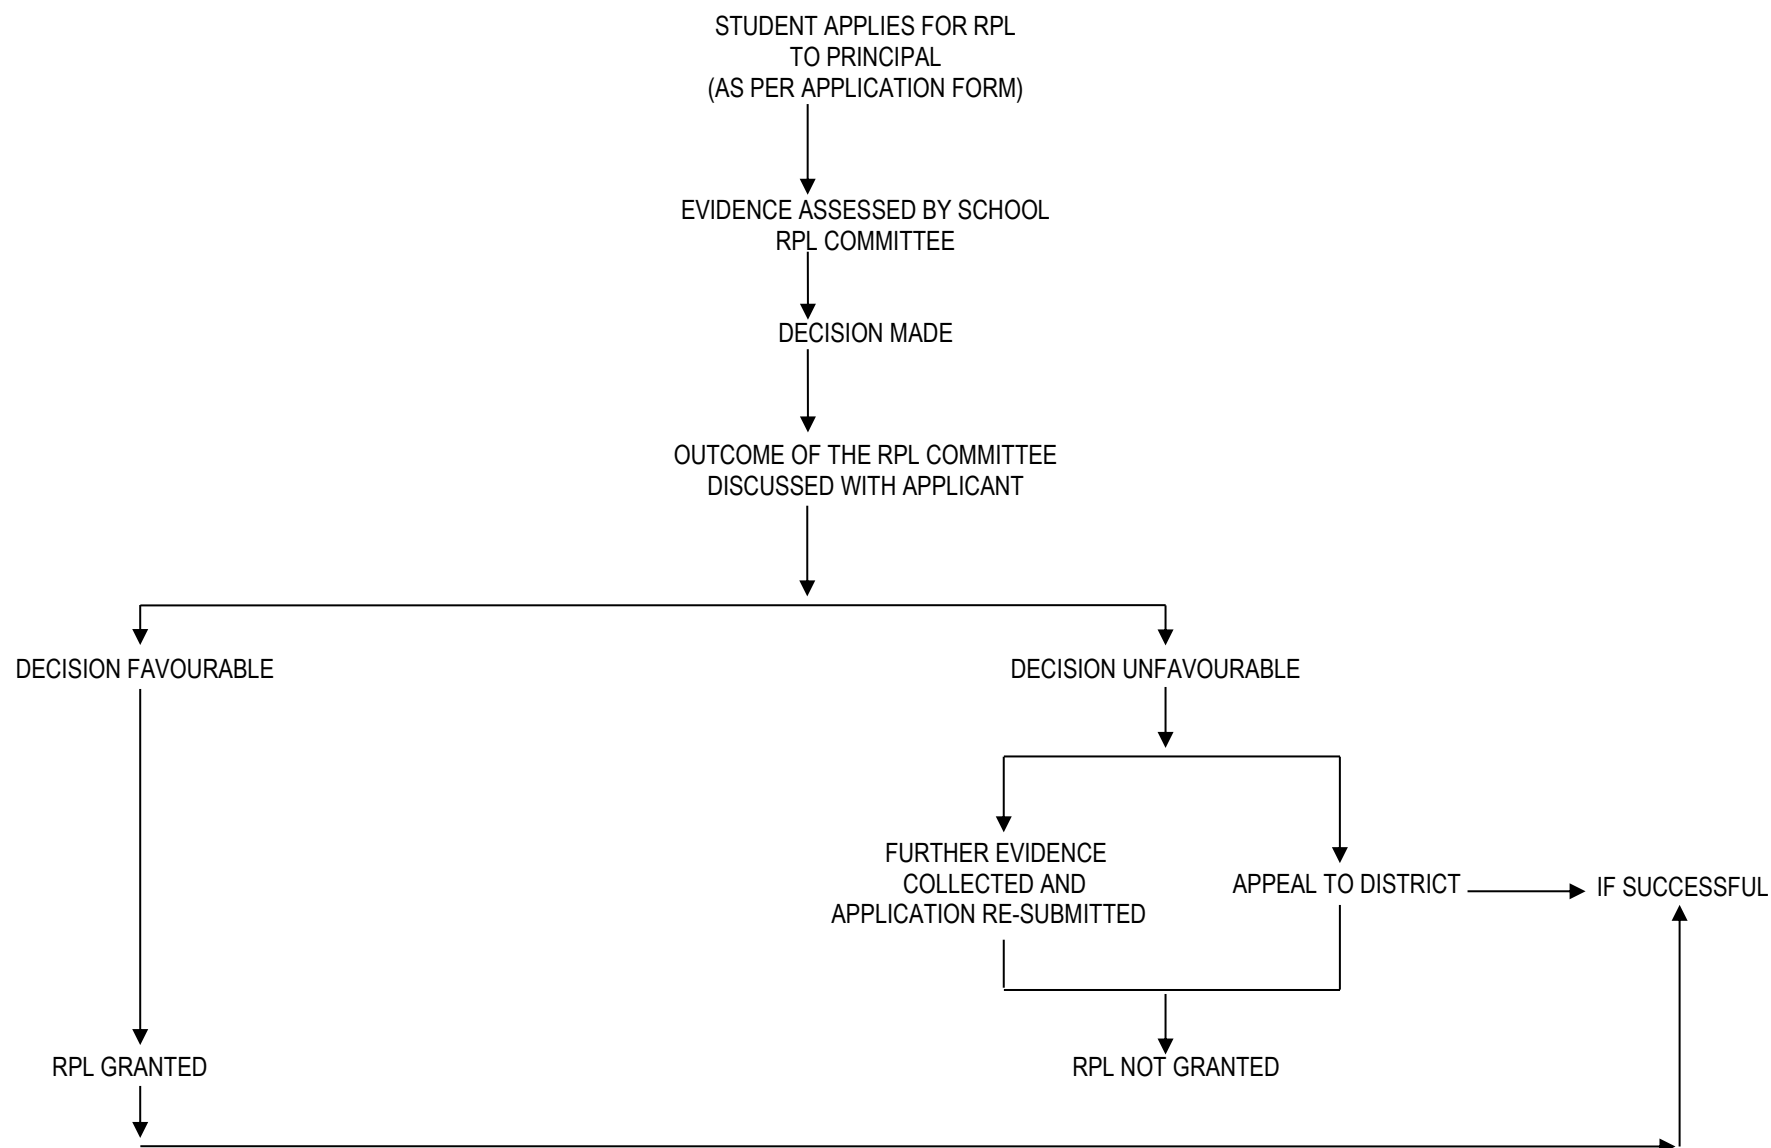 STUDENT APPLIES FOR RPL
TO PRINCIPAL
(AS PER APPLICATION FORM)
EVIDENCE ASSESSED BY SCHOOL
RPL COMMITTEE
DECISION MADE
OUTCOME OF THE RPL COMMITTEE
DISCUSSED WITH APPLICANT
DECISION FAVOURABLE
DECISION UNFAVOURABLE
FURTHER EVIDENCE
COLLECTED AND
APPLICATION RE-SUBMITTED
APPEAL TO DISTRICT
IF SUCCESSFUL
RPL GRANTED
RPL NOT GRANTED